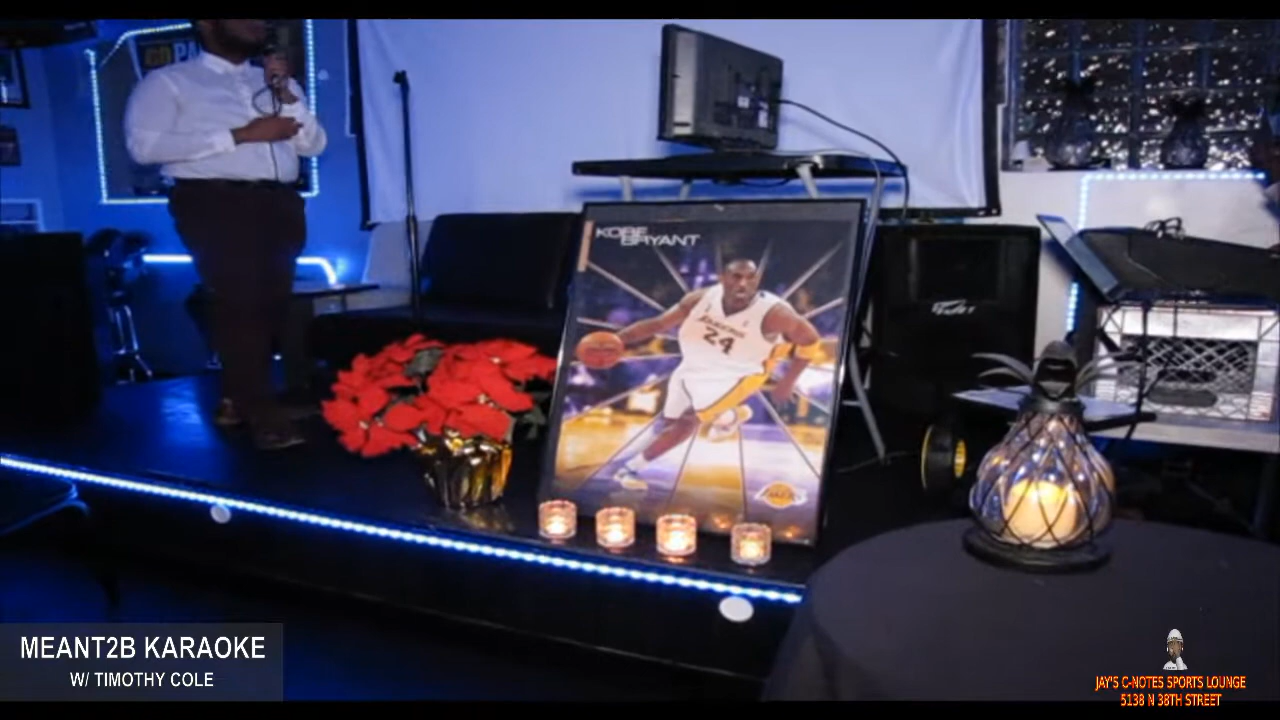 KOBE
BRYANT
24
MEANT2B KARAOKE
W/ TIMOTHY COLE
JAY'S C-NOTES SPORTS LOUNGE
5138 N 38TH STREET